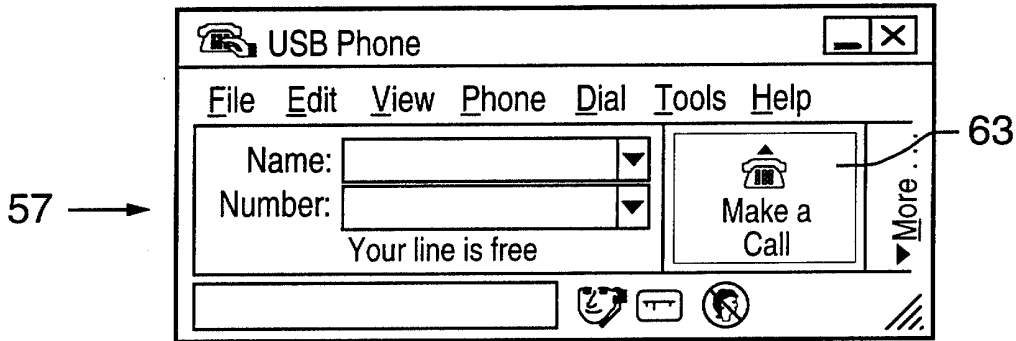 USB Phone
File Edit View Phone Dial Tools Help
Name:
Number:
Your line is free
Make a
Call
More . . .
57
63